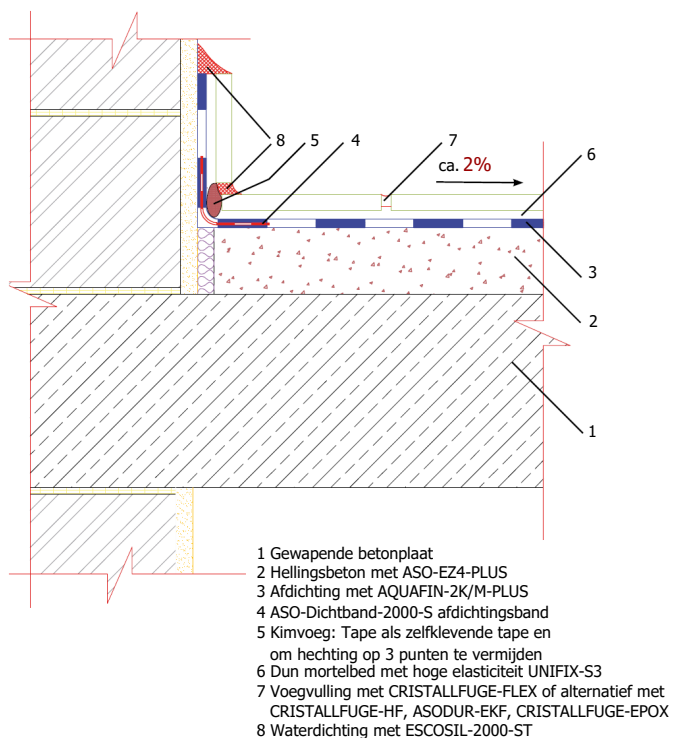 8 5 4 7
ca. 2%
6
3
2
1
1 Gewapende betonplaat
2 Hellingsbeton met ASO-EZ4-PLUS
3 Afdichting met AQUAFIN-2K/M-PLUS
4 ASO-Dichtband-2000-S afdichtingsband
5 Kimvoeg: Tape als zelfklevende tape en
om hechting op 3 punten te vermijden
6 Dun mortelbed met hoge elasticiteit UNIFIX-S3
7 Voegvulling met CRISTALLFUGE-FLEX of alternatief met
CRISTALLFUGE-HF, ASODUR-EKF, CRISTALLFUGE-EPOX
8 Waterdichting met ESCOSIL-2000-ST